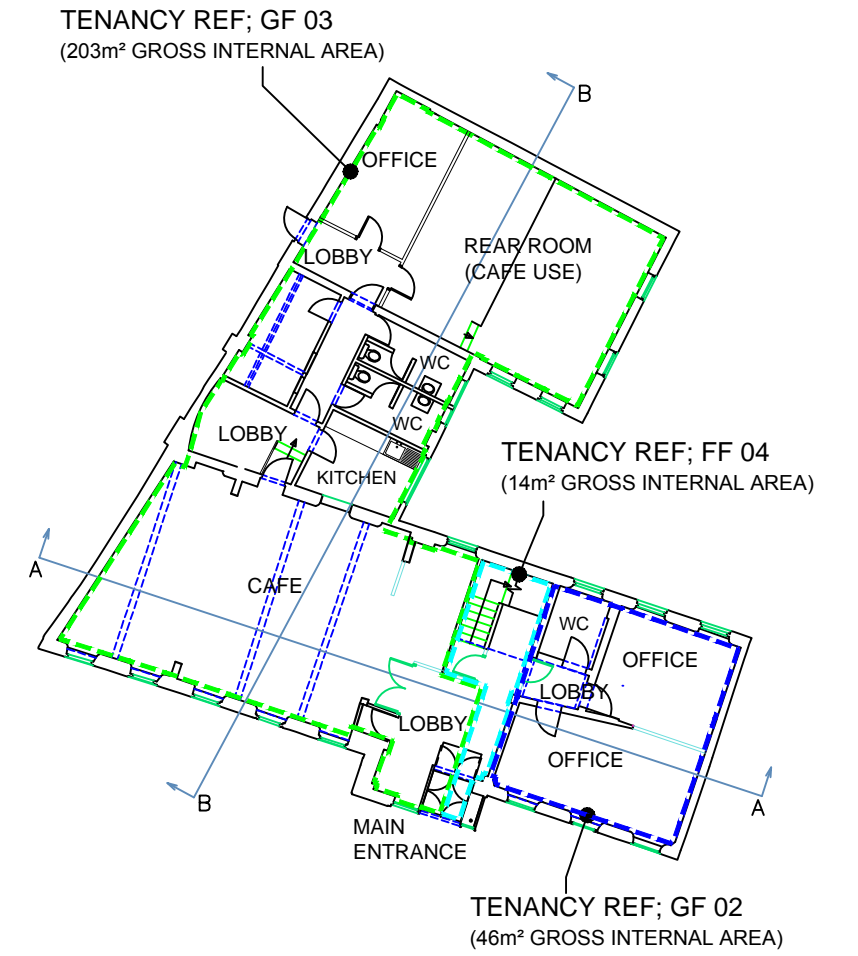 TENANCY REF; GF 03
(203m² GROSS INTERNAL AREA)
B
OFFICE
LOBBY
REAR ROOM
(CAFE USE)
WC
WC
LOBBY
KITCHEN
TENANCY REF; FF 04
(14m² GROSS INTERNAL AREA)
A
CAFE
WC
OFFICE
LOBBY
LOBBY
OFFICE
B
A
MAIN
ENTRANCE
TENANCY REF; GF 02
(46m² GROSS INTERNAL AREA)